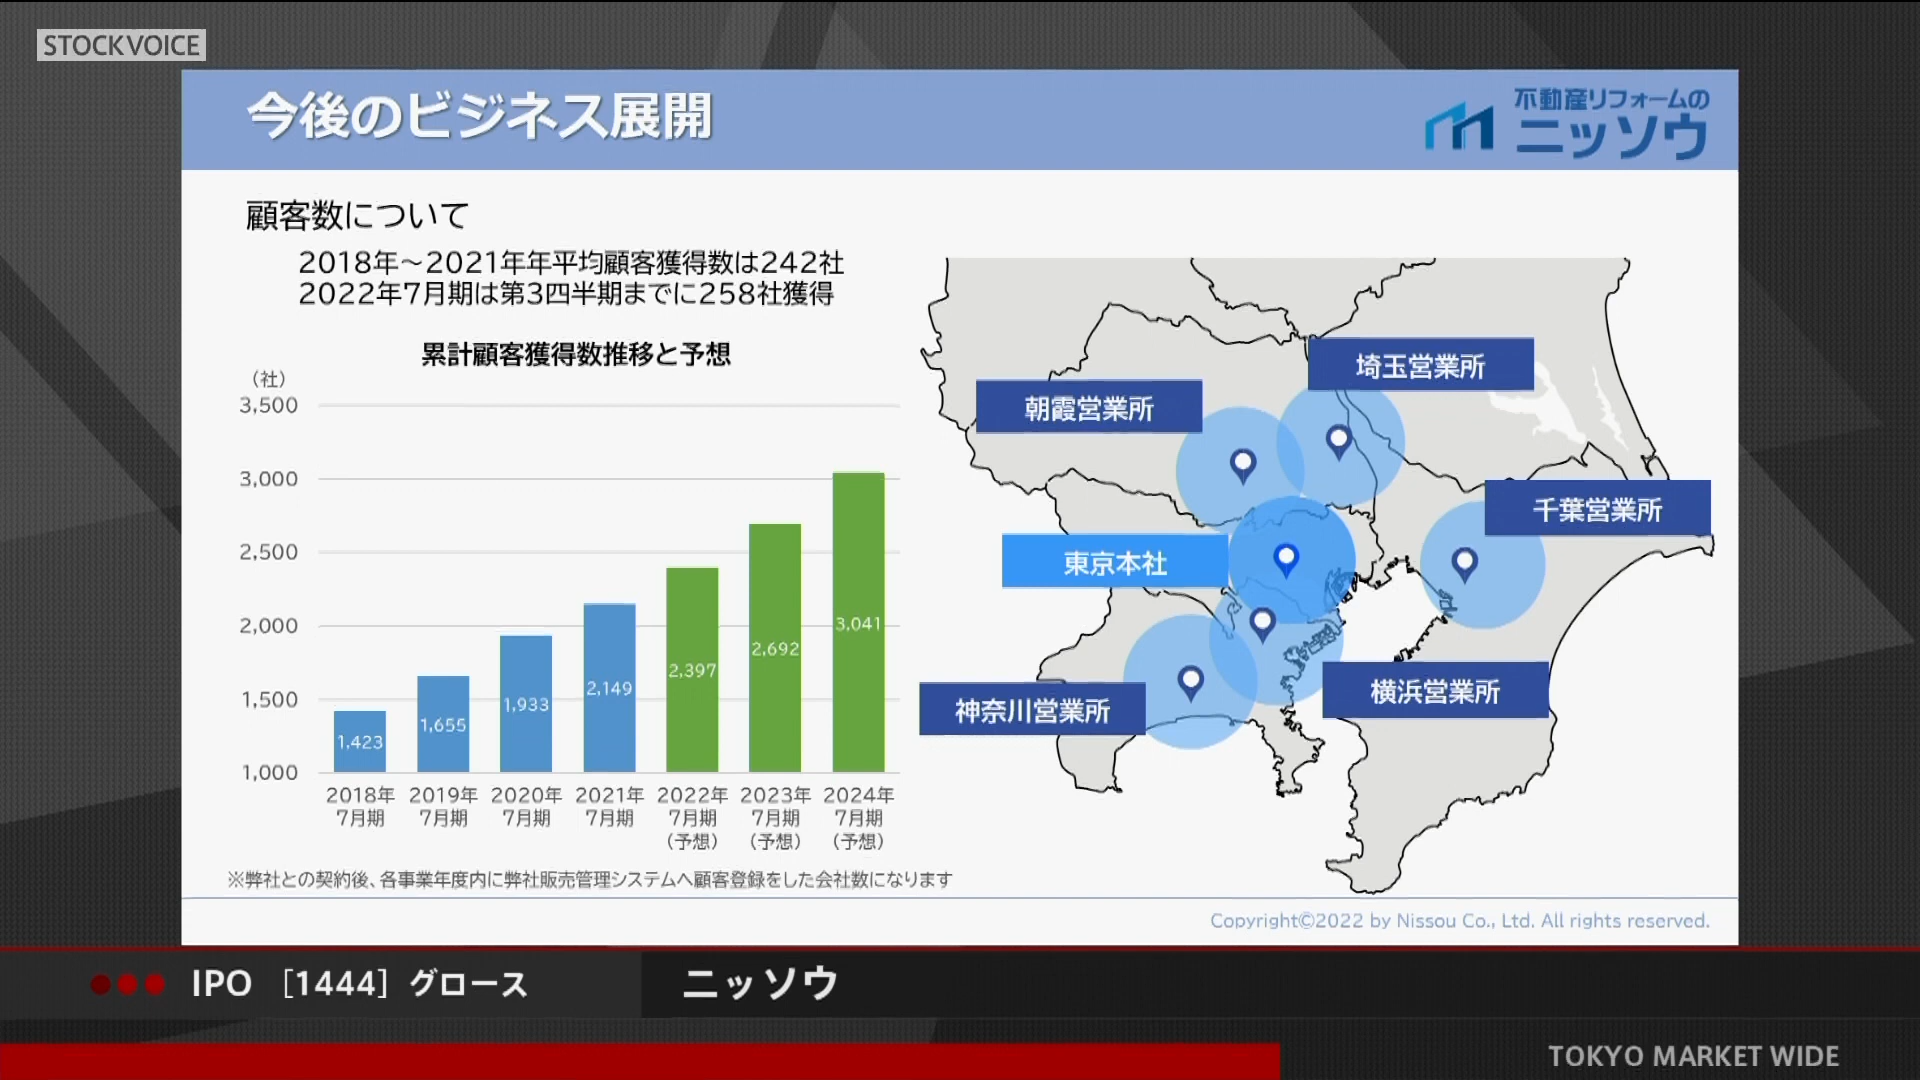 STOCKVOICE
今後のビジネス展開
不動産リフォームの
ニッソウ
顧客数について
2018年～2021年年平均顧客獲得数は242社
2022年7月期は第3四半期までに258社獲得
累計顧客獲得数推移と予想
（社）
3,500
3,000
2,500
2,000
1,500
1,000
1,423
1,655
1,933
2,149
2,397
2,692
3,041
2018年
7月期
2019年
7月期
2020年
7月期
2021年
7月期
2022年
7月期
（予想）
2023年
7月期
（予想）
2024年
7月期
（予想）
※弊社との契約後、各事業年度内に弊社販売管理システムへ顧客登録をした会社数になります
埼玉営業所
朝霞営業所
千葉営業所
東京本社
横浜営業所
神奈川営業所
Copyright©2022 by Nissou Co., Ltd. All rights reserved.
IPO [1444] グロース
ニッソウ
TOKYO MARKET WIDE